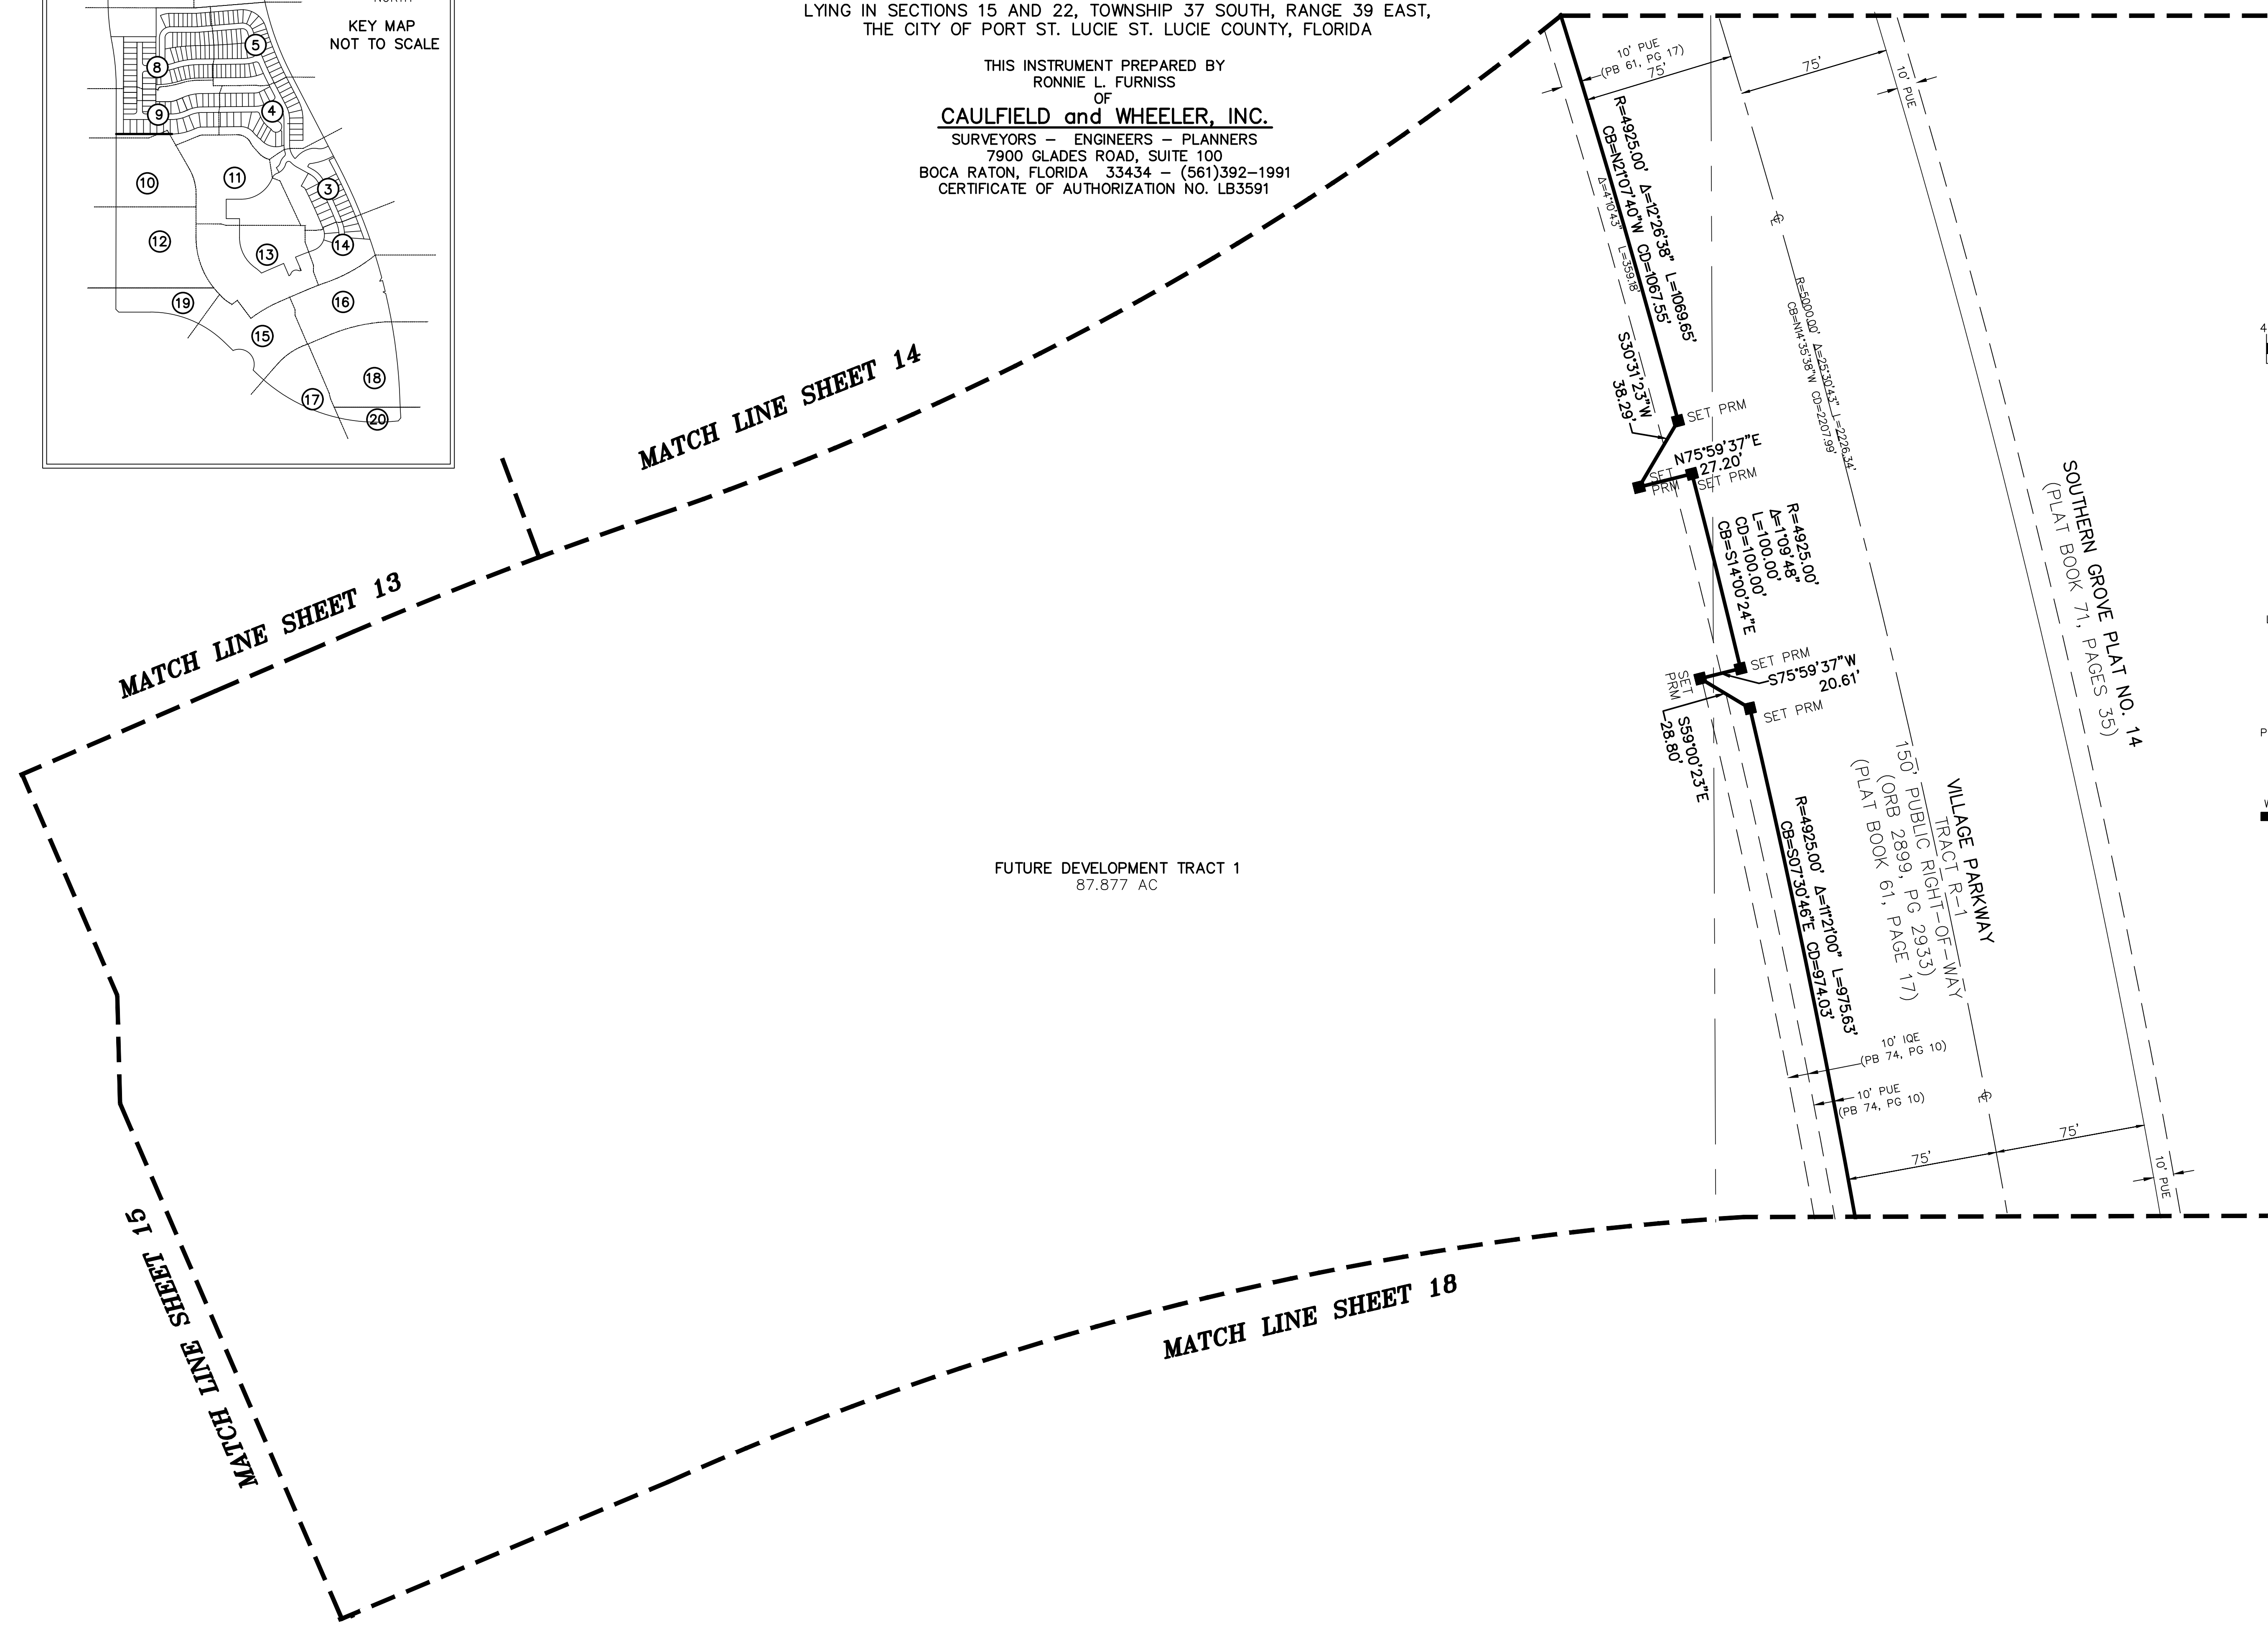 KEY MAP
NOT TO SCALE
5
8
4
9
11
10
3
12
14
13
19
16
15
18
17
20
LYING IN SECTIONS 15 AND 22, TOWNSHIP 37 SOUTH, RANGE 39 EAST,
THE CITY OF PORT ST. LUCIE ST. LUCIE COUNTY, FLORIDA
THIS INSTRUMENT PREPARED BY
RONNIE L. FURNISS
OF
CAULFIELD and WHEELER, INC.
SURVEYORS – ENGINEERS – PLANNERS
7900 GLADES ROAD, SUITE 100
BOCA RATON, FLORIDA 33434 – (561)392–1991
CERTIFICATE OF AUTHORIZATION NO. LB3591
MATCH LINE SHEET 14
MATCH LINE SHEET 13
MATCH LINE SHEET 15
MATCH LINE SHEET 18
FUTURE DEVELOPMENT TRACT 1
87.877 AC
10' PUE
(PB 61, PG 17)
75'
75'
10' PUE
R=4925.00' Δ=12°26'38" L=1069.65'
CB=N21°07'40"W CD=1067.55'
Δ=4°10'43" L=359.18'
R=5000.00' Δ=25°30'43" L=2226.34'
CB=N14°35'38"W CD=2207.99'
S30°31'23"W
38.29'
SET PRM
N75°59'37"E
27.20'
SET
PRM
SET PRM
R=4925.00'
Δ=1°09'48"
L=100.00'
CD=100.00'
CB=S14°00'24"E
SET PRM
S75°59'37"W
20.61'
SET
PRM
SET PRM
S59°00'23"E
28.80'
R=4925.00' Δ=11°21'00" L=975.63'
CB=S07°30'46"E CD=974.03'
SOUTHERN GROVE PLAT NO. 14
(PLAT BOOK 71, PAGES 35)
VILLAGE PARKWAY
TRACT R–1
150' PUBLIC RIGHT–OF–WAY
(ORB 2899, PG 2933)
(PLAT BOOK 61, PAGE 17)
10' IQE
(PB 74, PG 10)
10' PUE
(PB 74, PG 10)
75'
75'
10' PUE